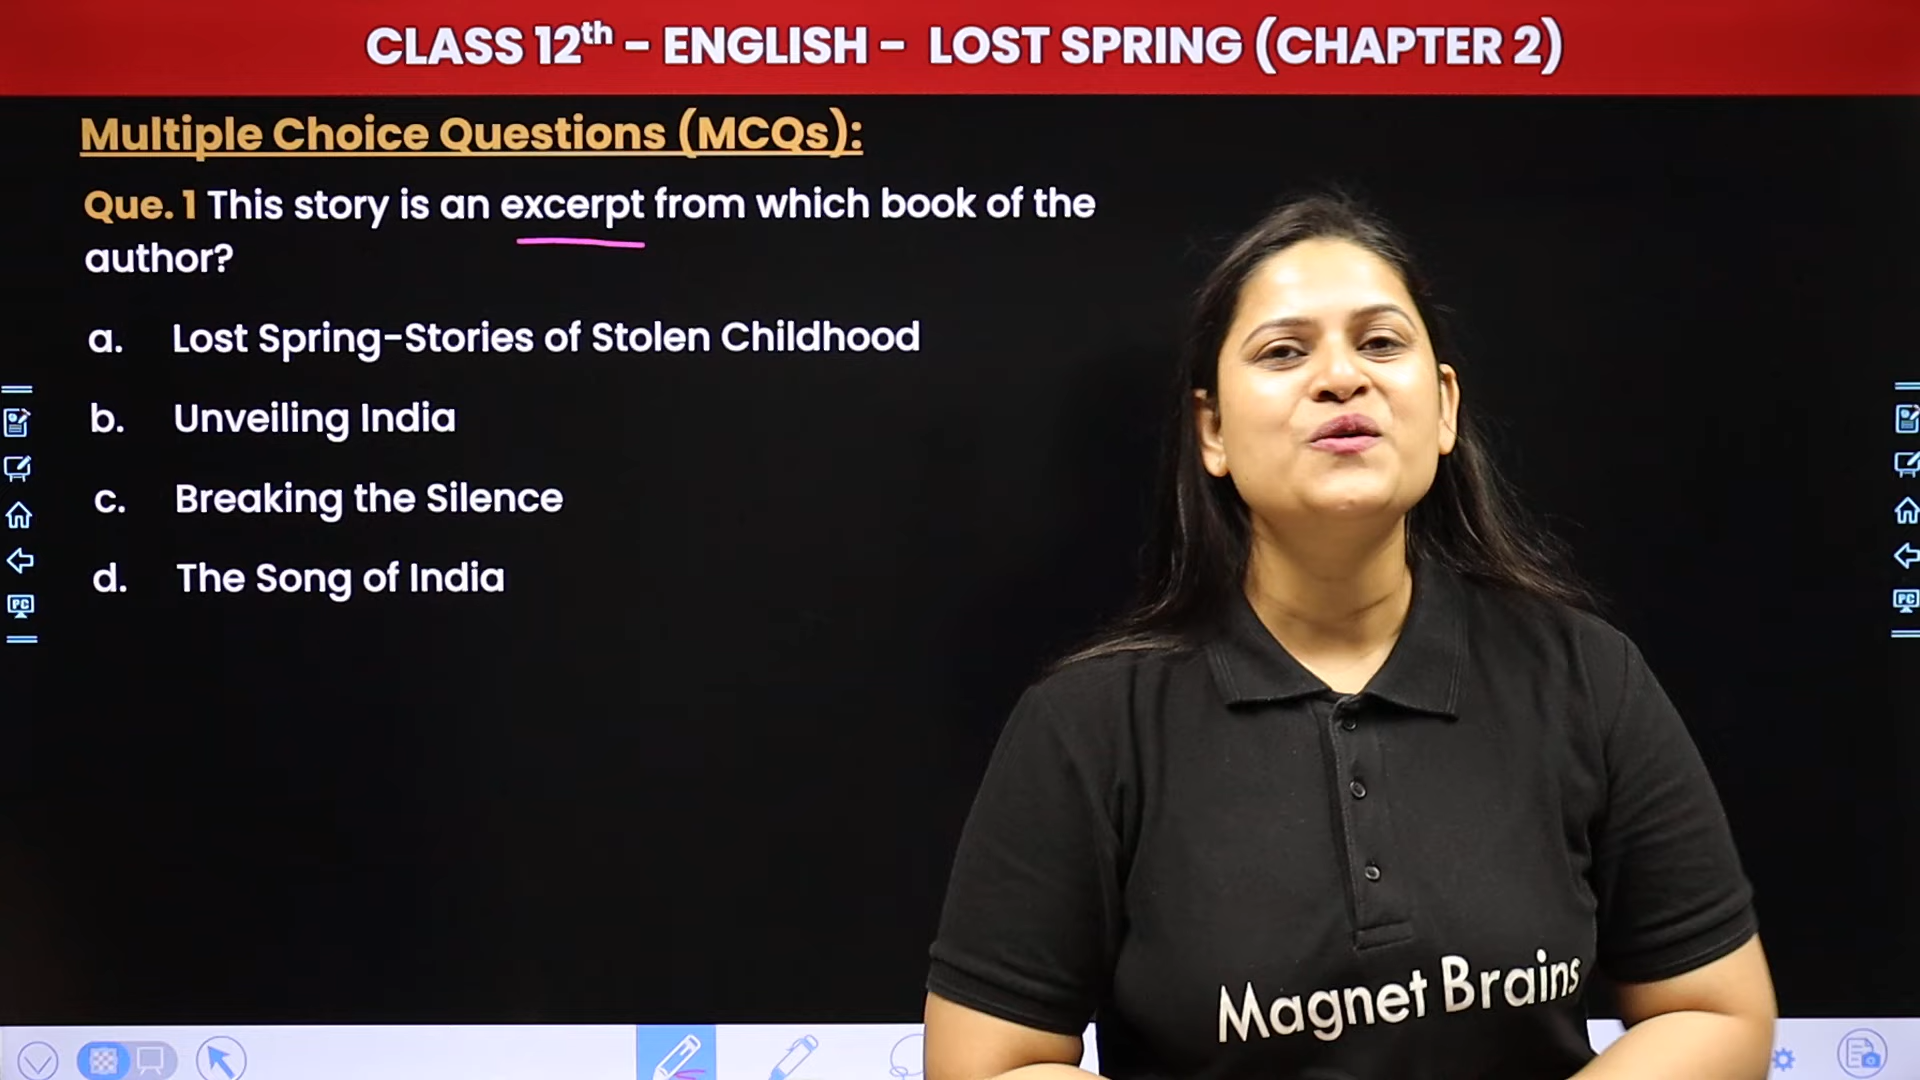 CLASS 12th – ENGLISH – LOST SPRING (CHAPTER 2)
Multiple Choice Questions (MCQs):
Que. 1 This story is an excerpt from which book of the
author?
a. Lost Spring-Stories of Stolen Childhood
b. Unveiling India
c. Breaking the Silence
d. The Song of India
PC
PC
Magnet Brains